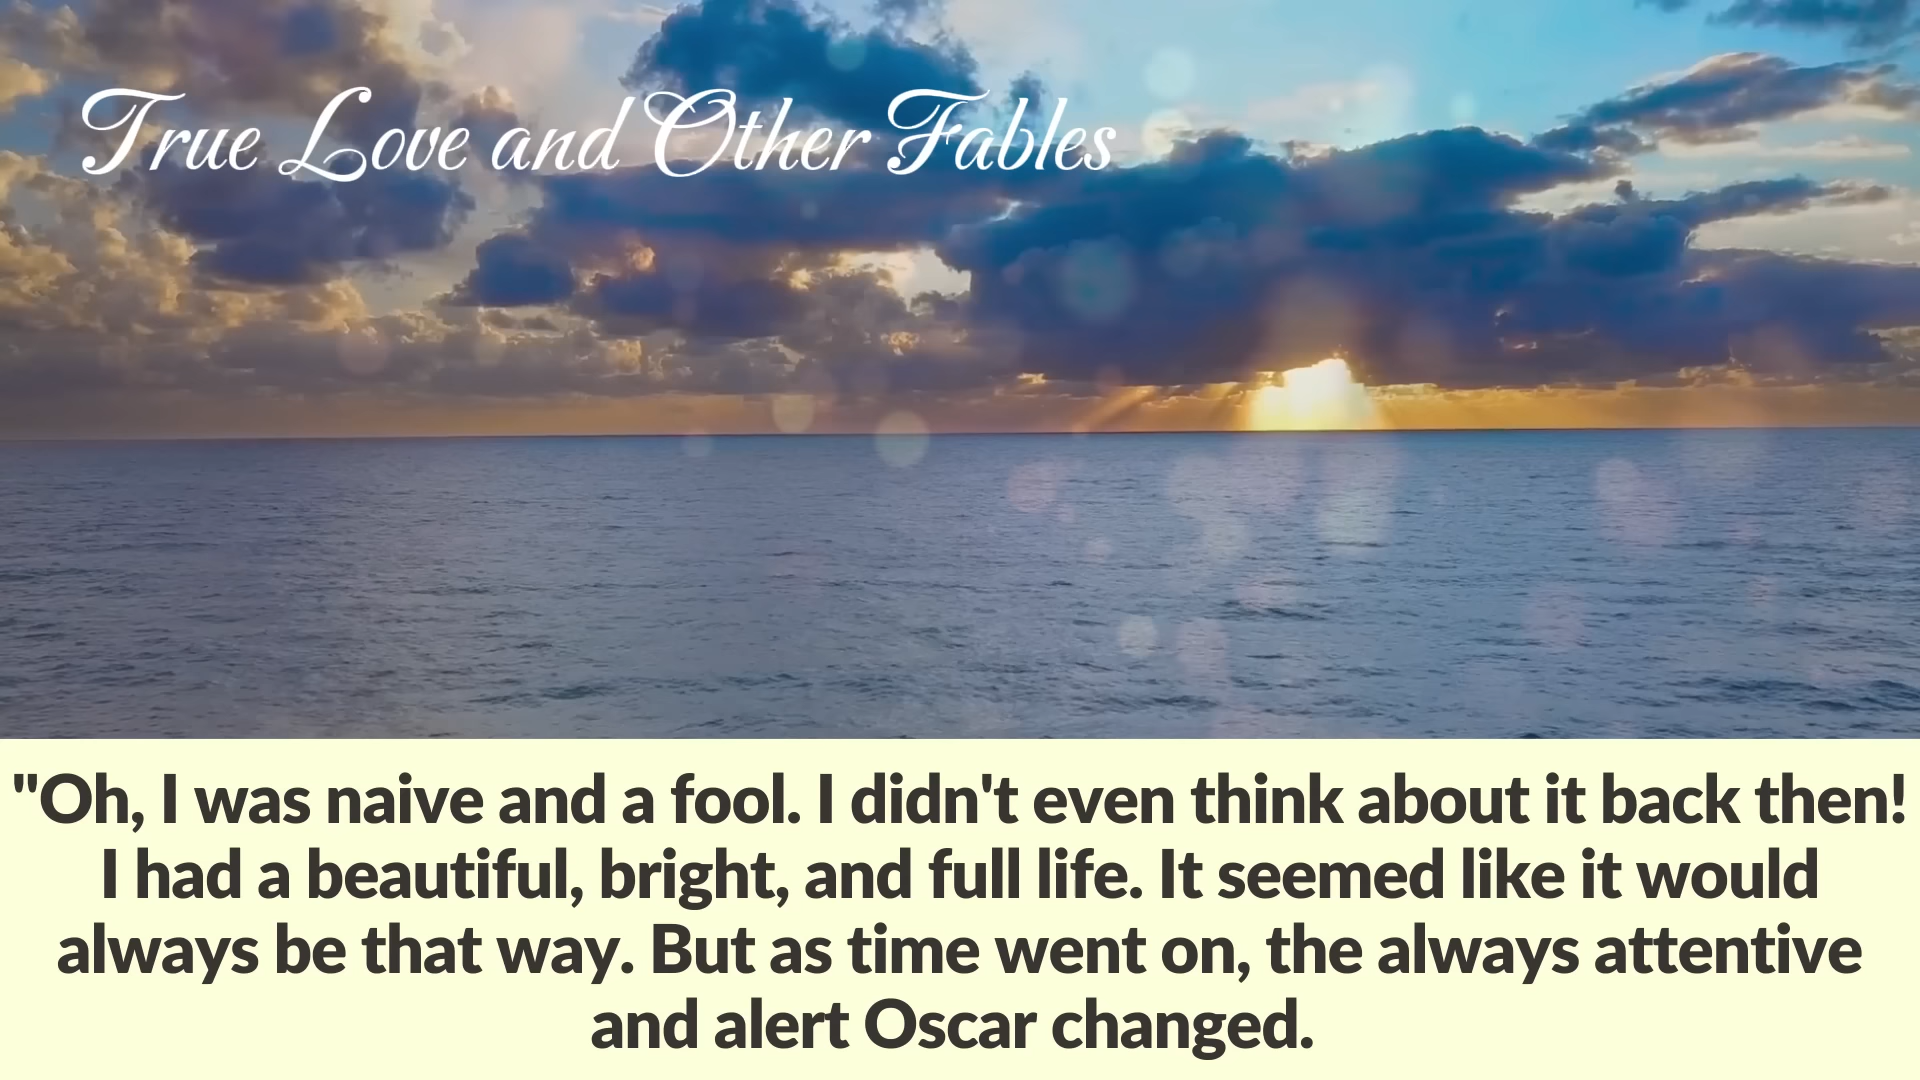 True Love and Other Fables
"Oh, I was naive and a fool. I didn't even think about it back then!
I had a beautiful, bright, and full life. It seemed like it would
always be that way. But as time went on, the always attentive
and alert Oscar changed.